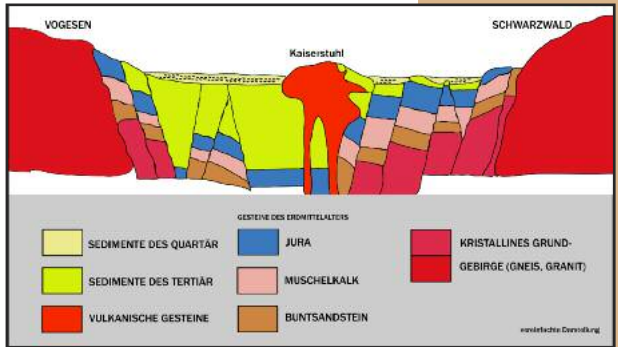 VOGESEN
SCHWARZWALD
Kaiserstuhl
GESTEINE DES ERDMITTELALTERS
SEDIMENTE DES QUARTÄR
JURA
KRISTALLINES GRUND-
GEBIRGE (GNEIS, GRANIT)
SEDIMENTE DES TERTIÄR
MUSCHELKALK
VULKANISCHE GESTEINE
BUNTSANDSTEIN
vereinfachte Darstellung